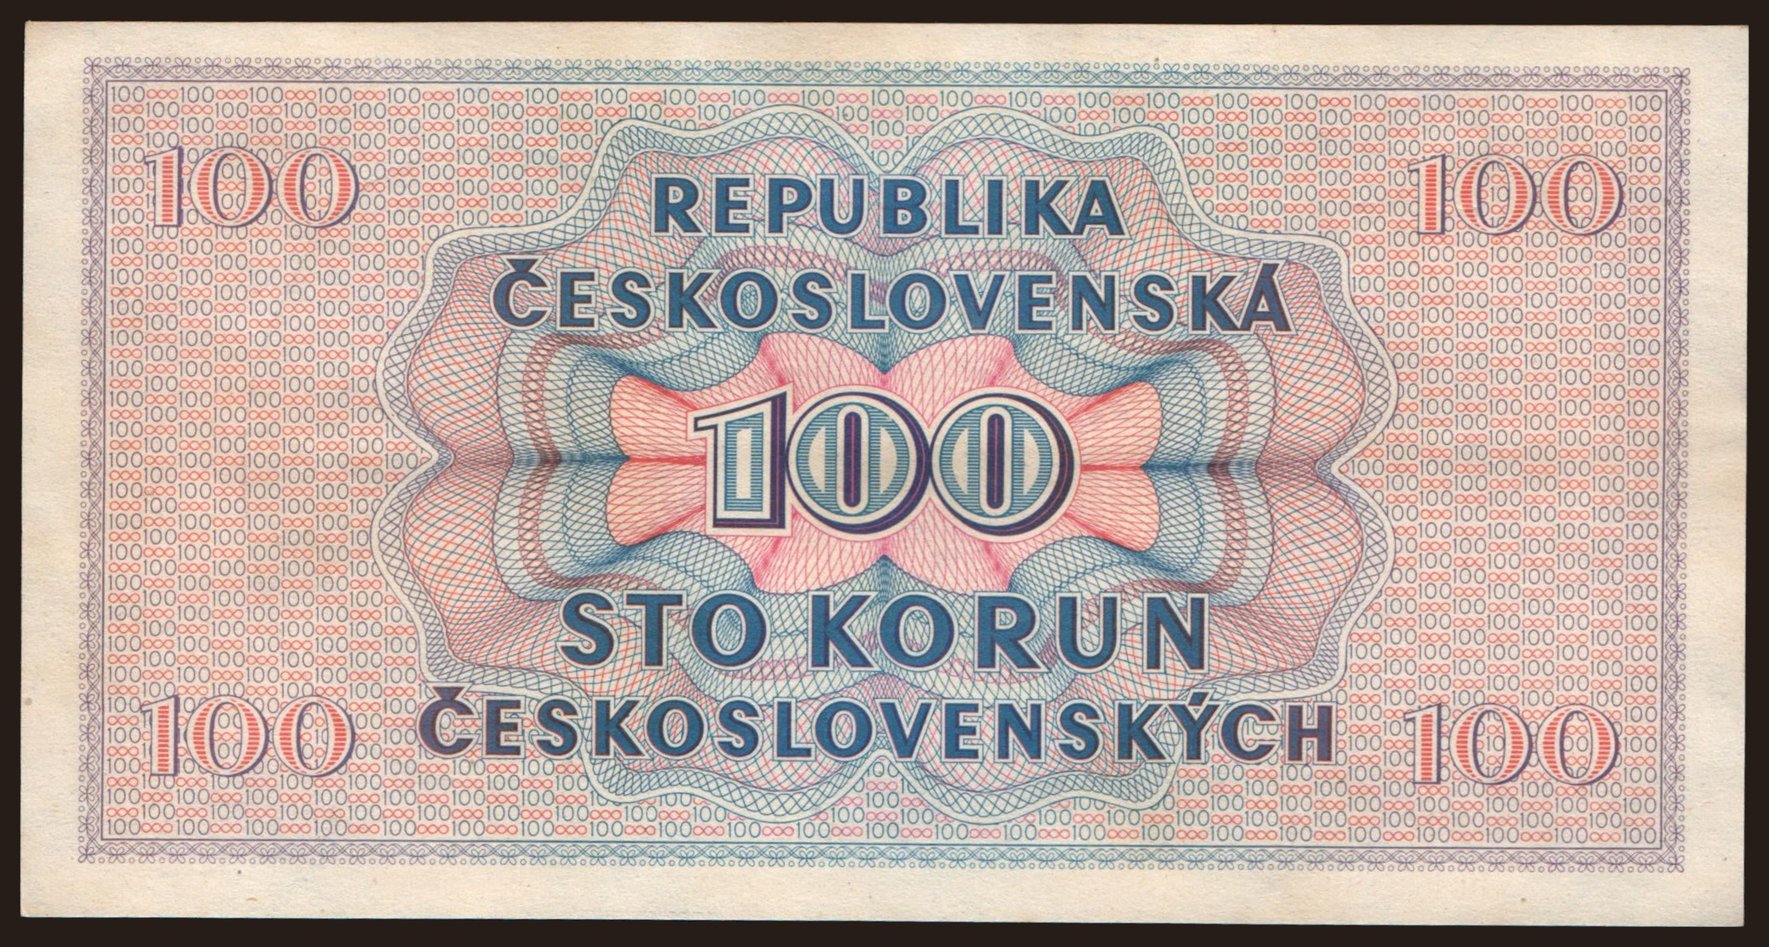 100 100
REPUBLIKA
ČESKOSLOVENSKÁ
100
STO KORUN
ČESKOSLOVENSKÝCH
100 100